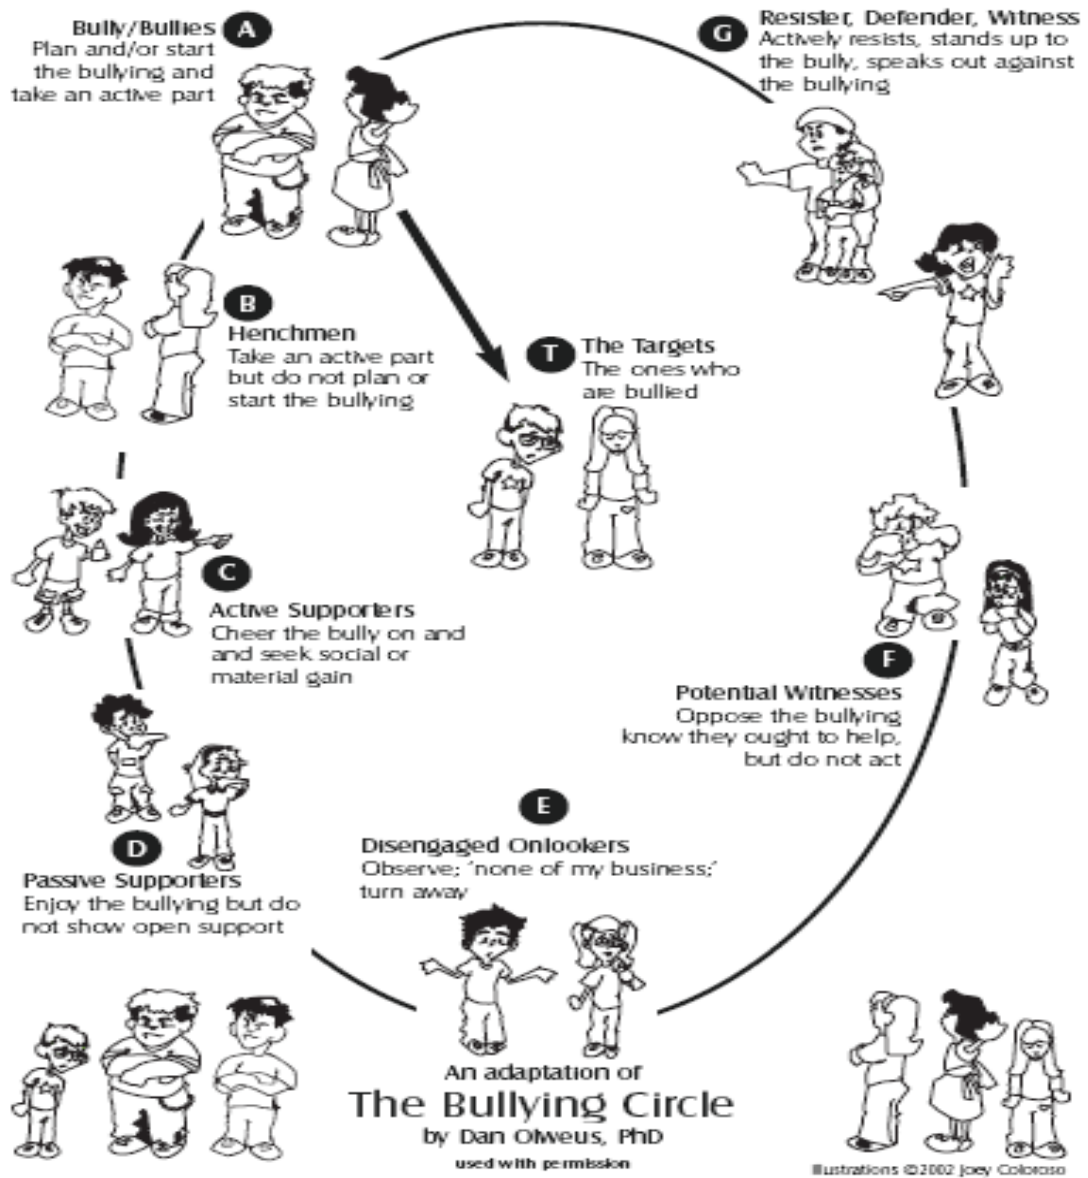 A
Bully/Bullies
Plan and/or start
the bullying and
take an active part
G
Resister, Defender, Witness
Actively resists, stands up to
the bully, speaks out against
the bullying
B
Henchmen
Take an active part
but do not plan or
start the bullying
T
The Targets
The ones who
are bullied
C
Active Supporters
Cheer the bully on and
and seek social or
material gain
F
Potential Witnesses
Oppose the bullying
know they ought to help,
but do not act
D
Passive Supporters
Enjoy the bullying but do
not show open support
E
Disengaged Onlookers
Observe; ‘none of my business;’
turn away
An adaptation of
The Bullying Circle
by Dan Olweus, PhD
used with permission
Illustrations ©2002 Joey Coloroso